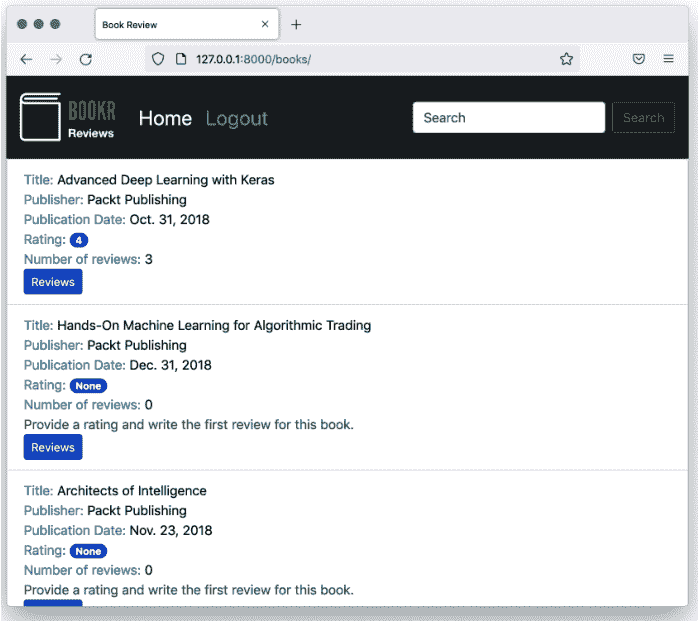 Book Review
127.0.0.1:8000/books/
BOOKR
Reviews
Home Logout
Search
Search
Title: Advanced Deep Learning with Keras
Publisher: Packt Publishing
Publication Date: Oct. 31, 2018
Rating: 4
Number of reviews: 3
Reviews
Title: Hands-On Machine Learning for Algorithmic Trading
Publisher: Packt Publishing
Publication Date: Dec. 31, 2018
Rating: None
Number of reviews: 0
Provide a rating and write the first review for this book.
Reviews
Title: Architects of Intelligence
Publisher: Packt Publishing
Publication Date: Nov. 23, 2018
Rating: None
Number of reviews: 0
Provide a rating and write the first review for this book.